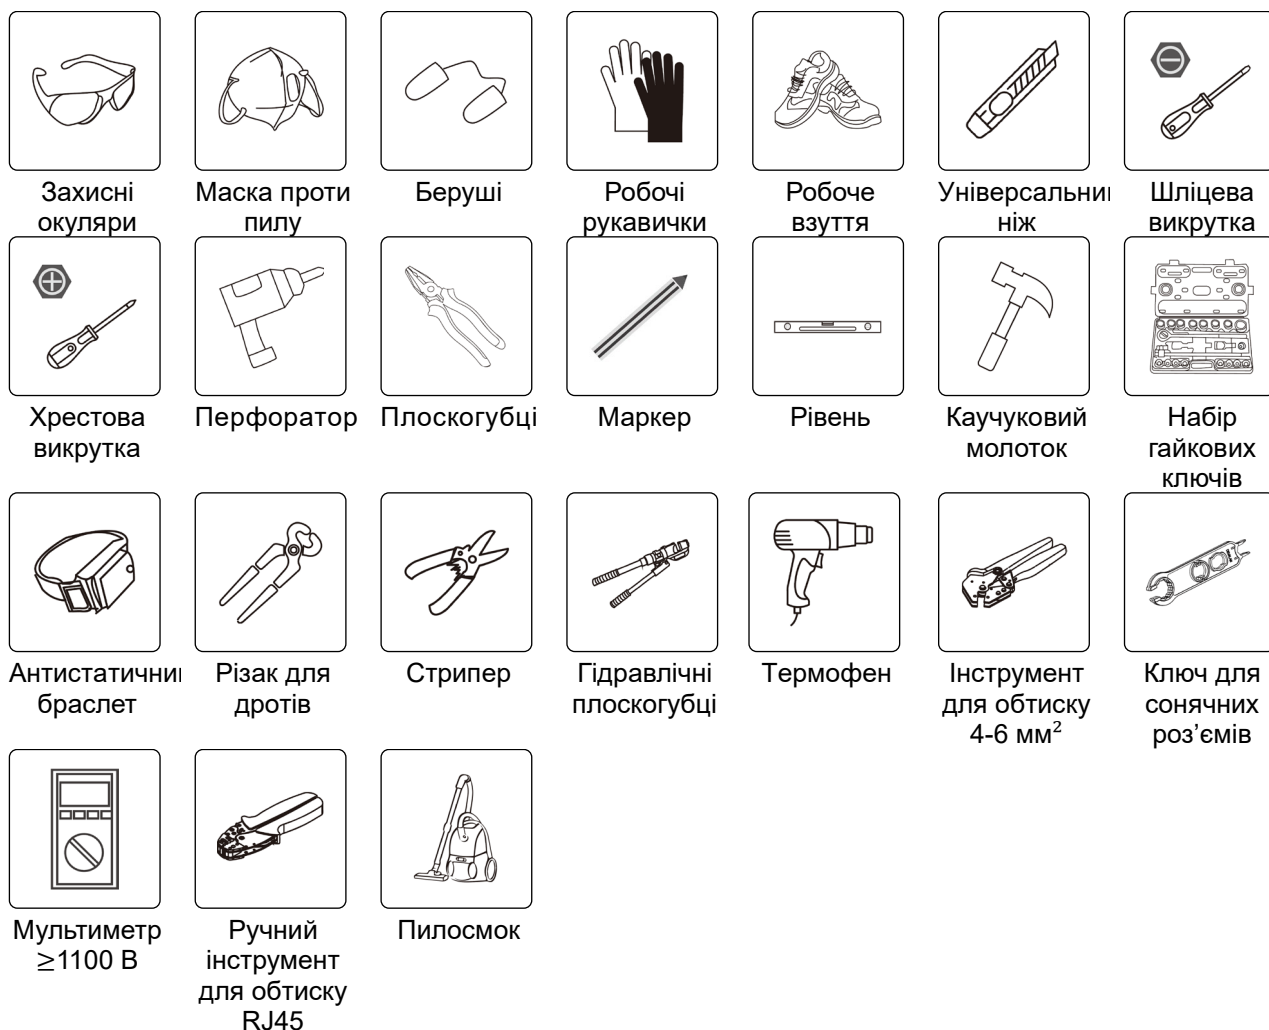 Захисні
окуляри
Маска проти
пилу
Беруші
Робочі
рукавички
Робоче
взуття
Універсальни
ніж
Шліцева
викрутка
Хрестова
викрутка
Перфоратор
Плоскогубці
Маркер
Рівень
Каучуковий
молоток
Набір
гайкових
ключів
Антистатични
браслет
Різак для
дротів
Стрипер
Гідравлічні
плоскогубці
Термофен
Інструмент
для обтиску
4-6 мм²
Ключ для
сонячних
роз’ємів
Мультиметр
≥1100 В
Ручний
інструмент
для обтиску
RJ45
Пилосмок